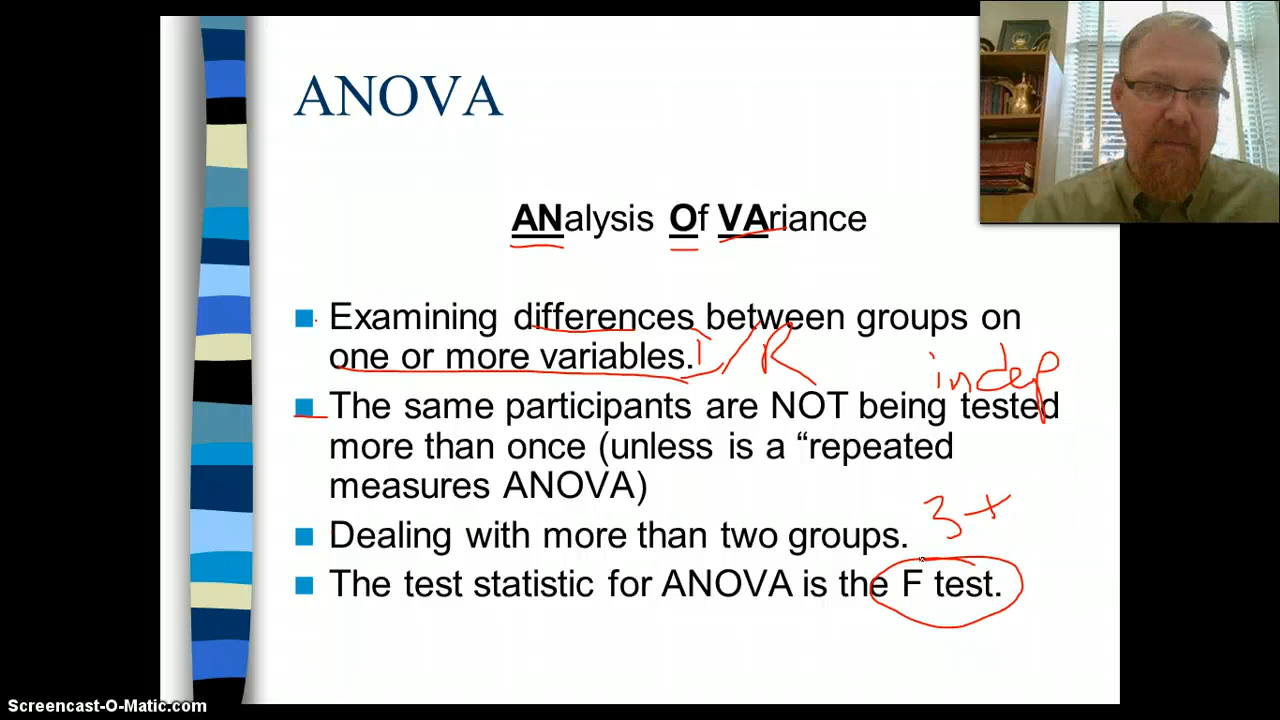 ANOVA
ANalysis Of VAriance
Examining differences between groups on
one or more variables. I/R
indep
The same participants are NOT being tested
more than once (unless is a “repeated
measures ANOVA)
3+
Dealing with more than two groups.
The test statistic for ANOVA is the F test.
Screencast-O-Matic.com